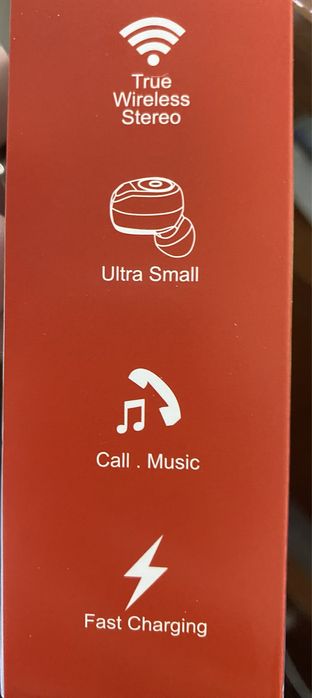 True
Wireless
Stereo
Ultra Small
Call . Music
Fast Charging